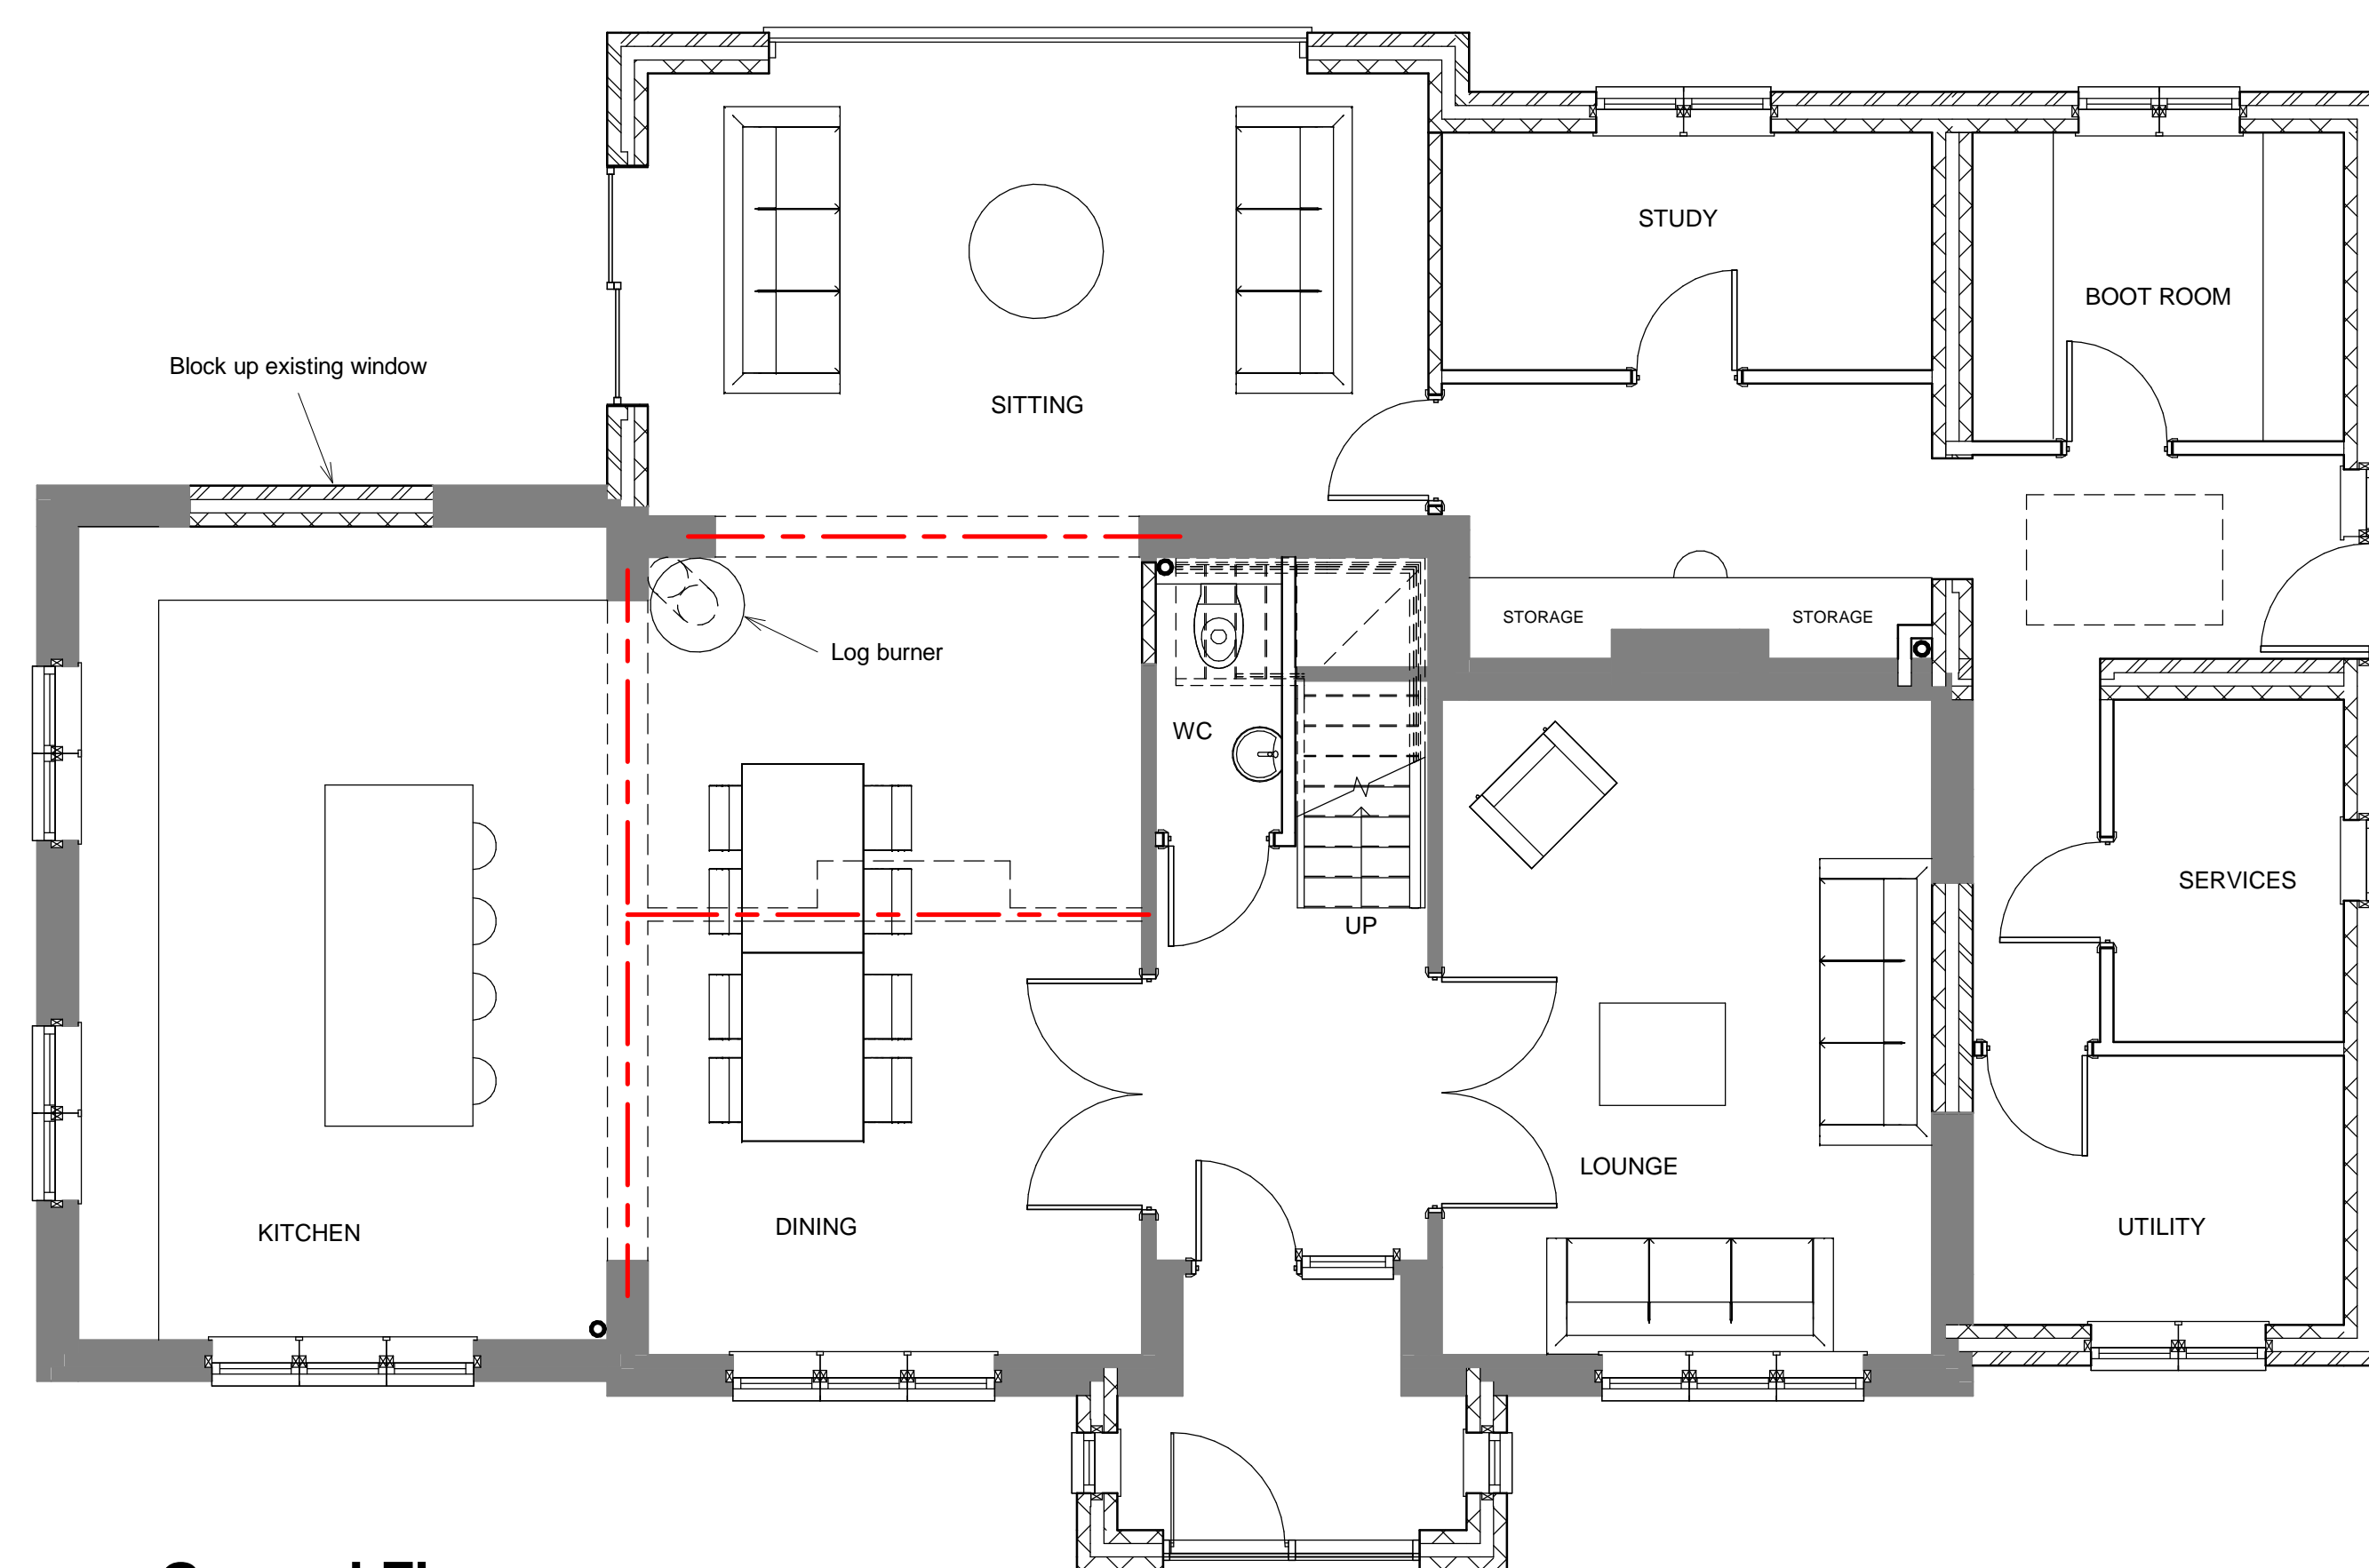 STUDY
BOOT ROOM
Block up existing window
SITTING
STORAGE
STORAGE
Log burner
WC
SERVICES
UP
LOUNGE
KITCHEN
DINING
UTILITY